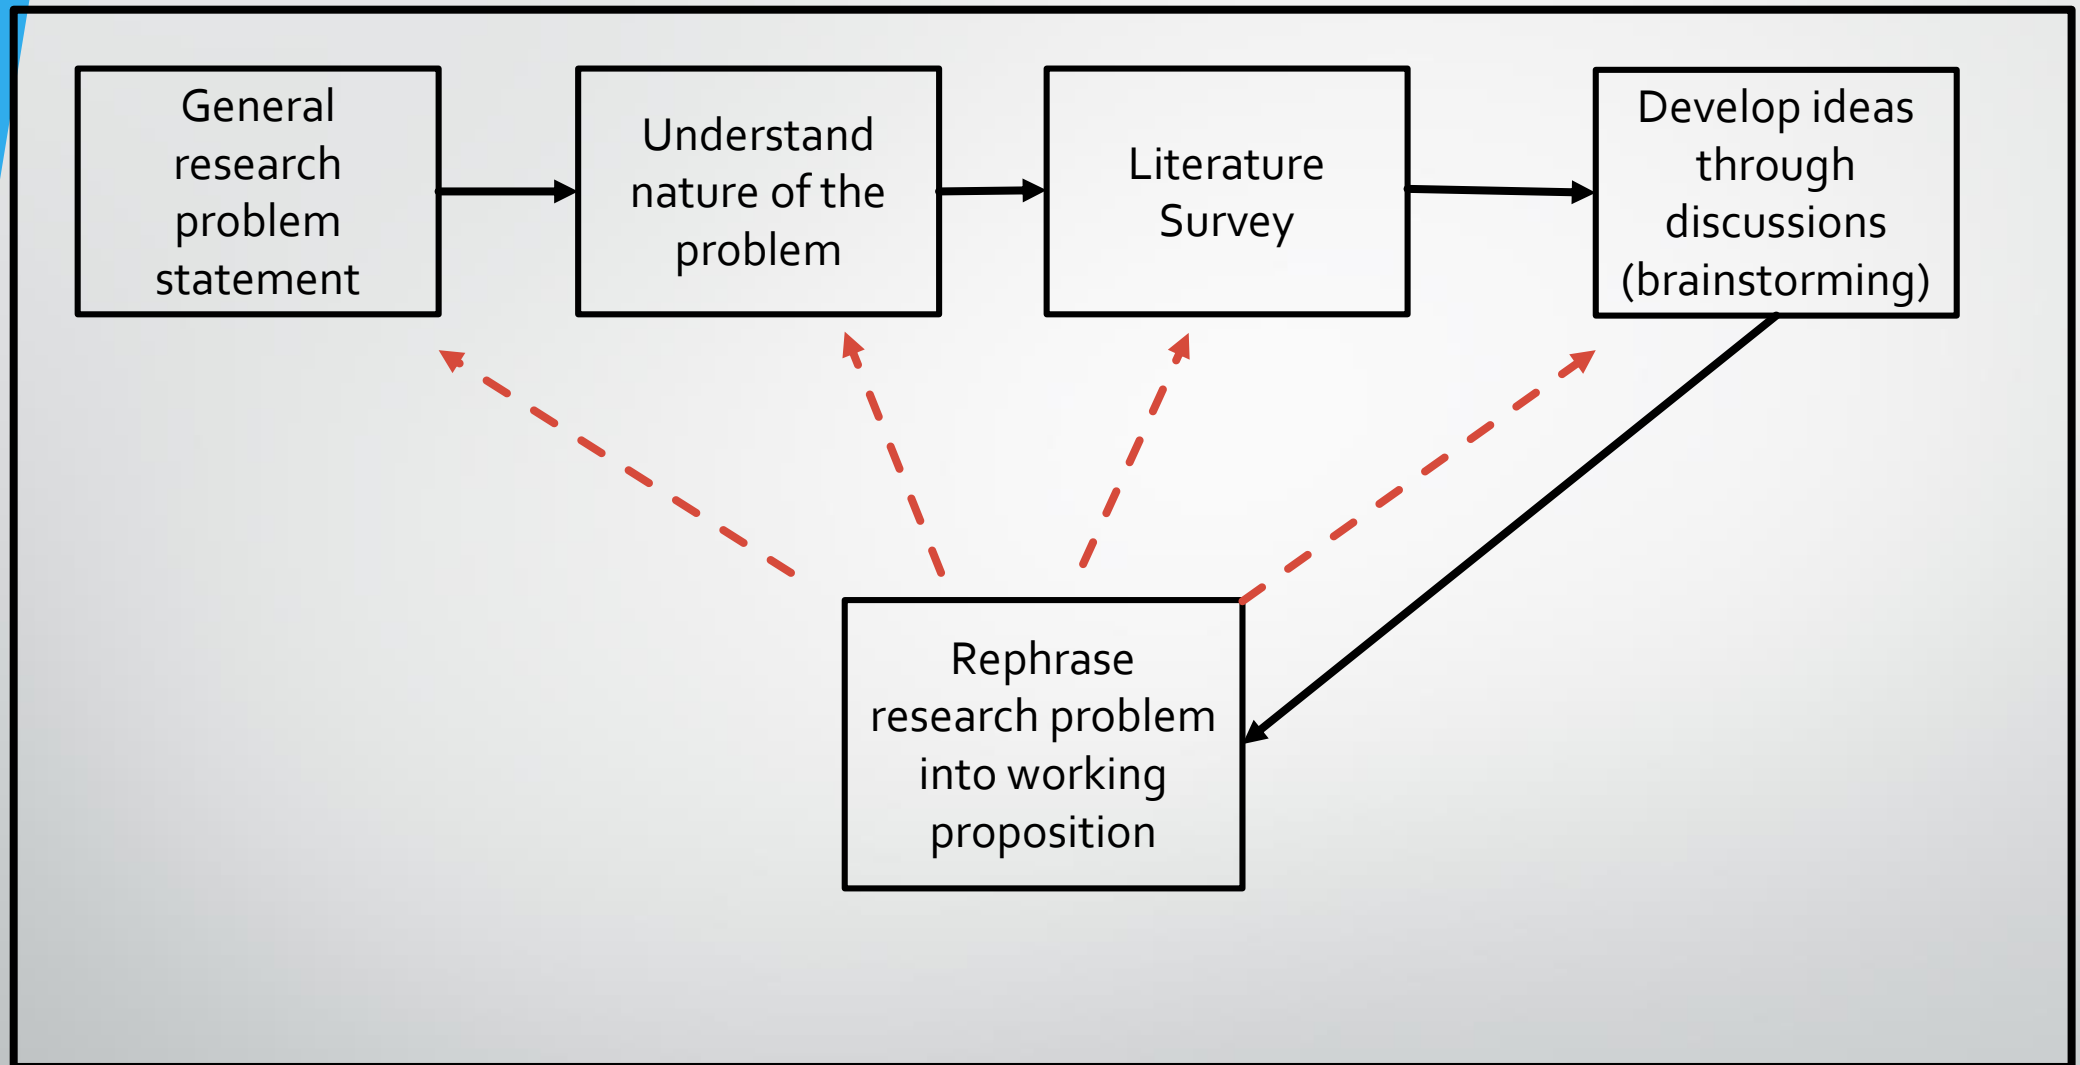 General
research
problem
statement
Understand
nature of the
problem
Literature
Survey
Develop ideas
through
discussions
(brainstorming)
Rephrase
research problem
into working
proposition